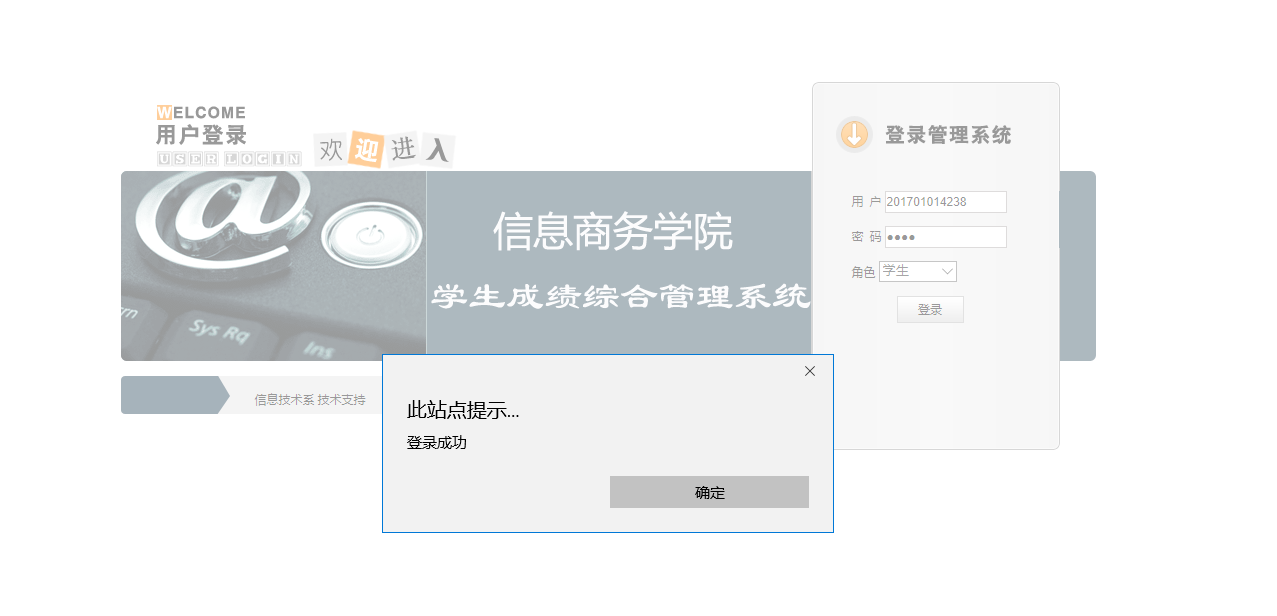 WELCOME
用户登录
USER LOGIN
欢迎进入
登录管理系统
用 户 201701014238
密 码 ●●●●
角色 学生
登录
信息商务学院
学生成绩综合管理系统
Sys Rq
Ins
信息技术系 技术支持
此站点提示...
登录成功
确定